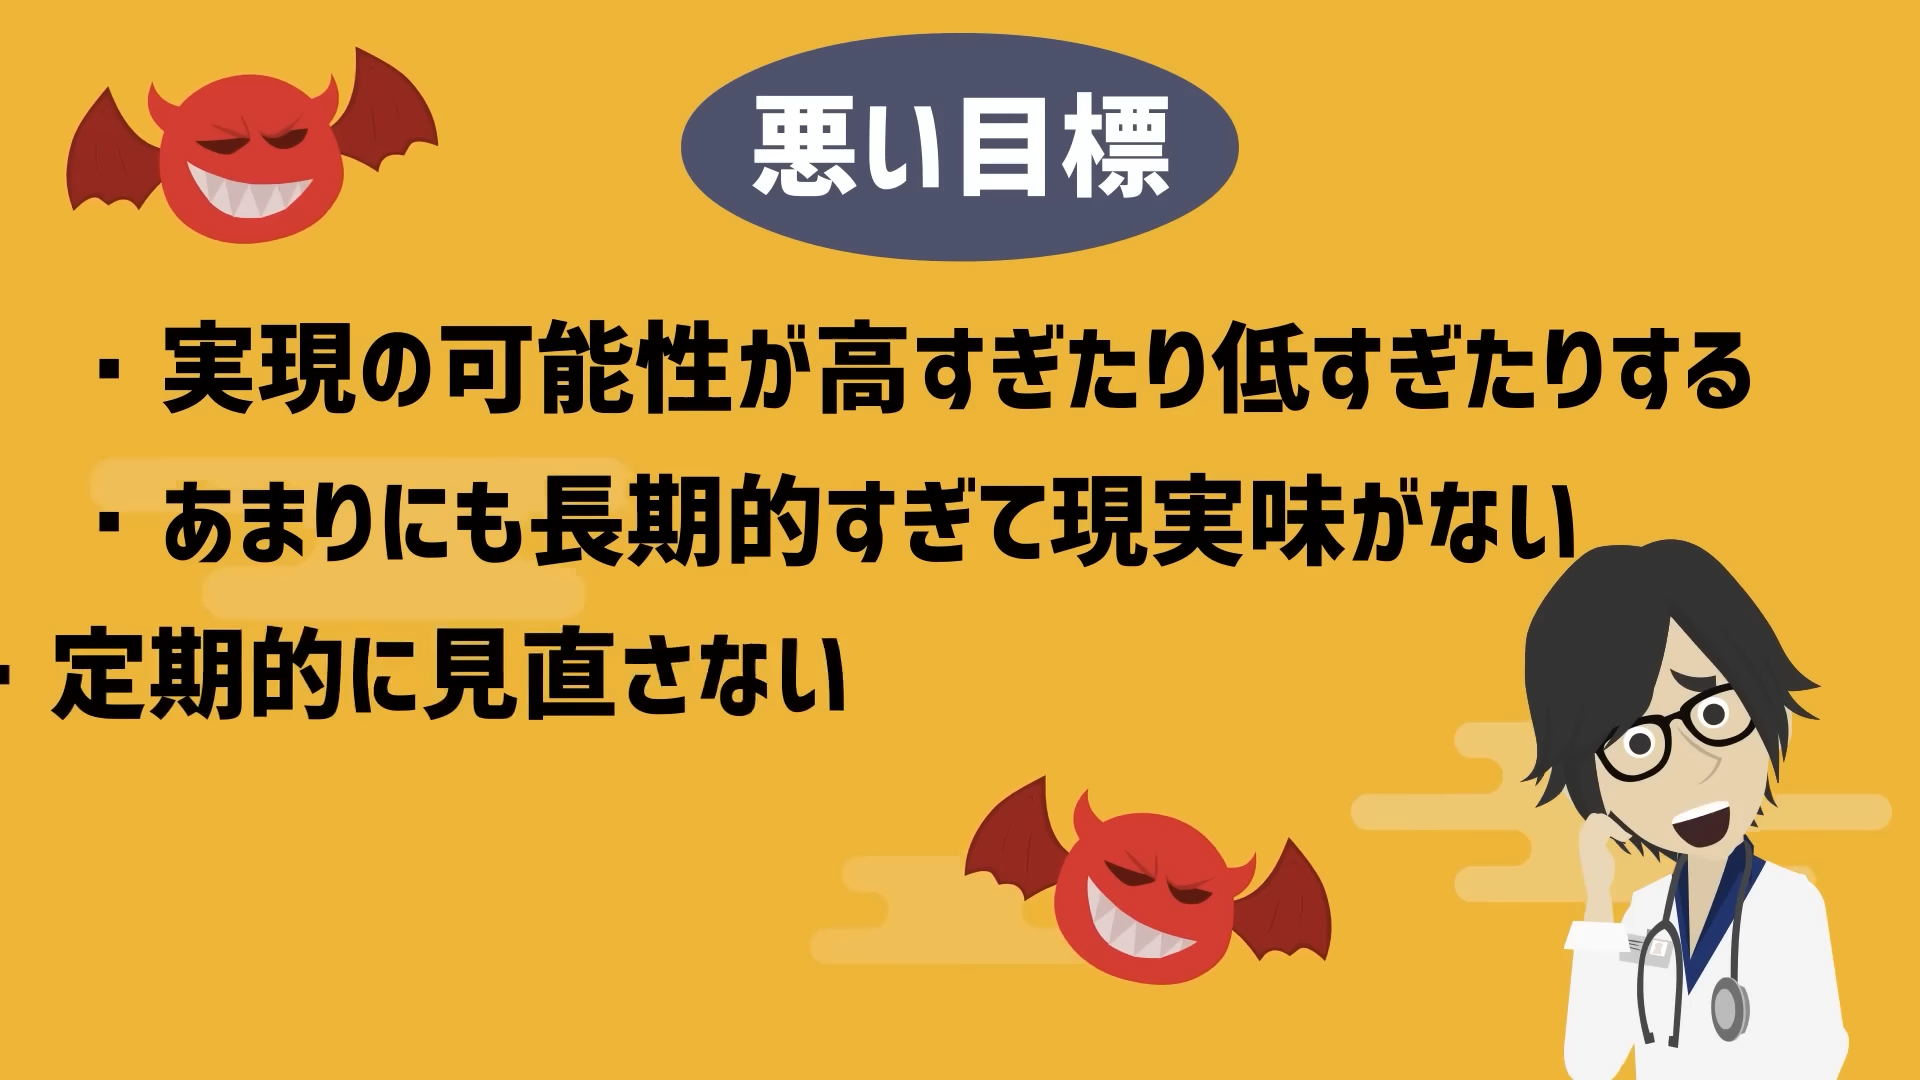 悪い目標
・実現の可能性が高すぎたり低すぎたりする
・あまりにも長期的すぎて現実味がない
・定期的に見直さない